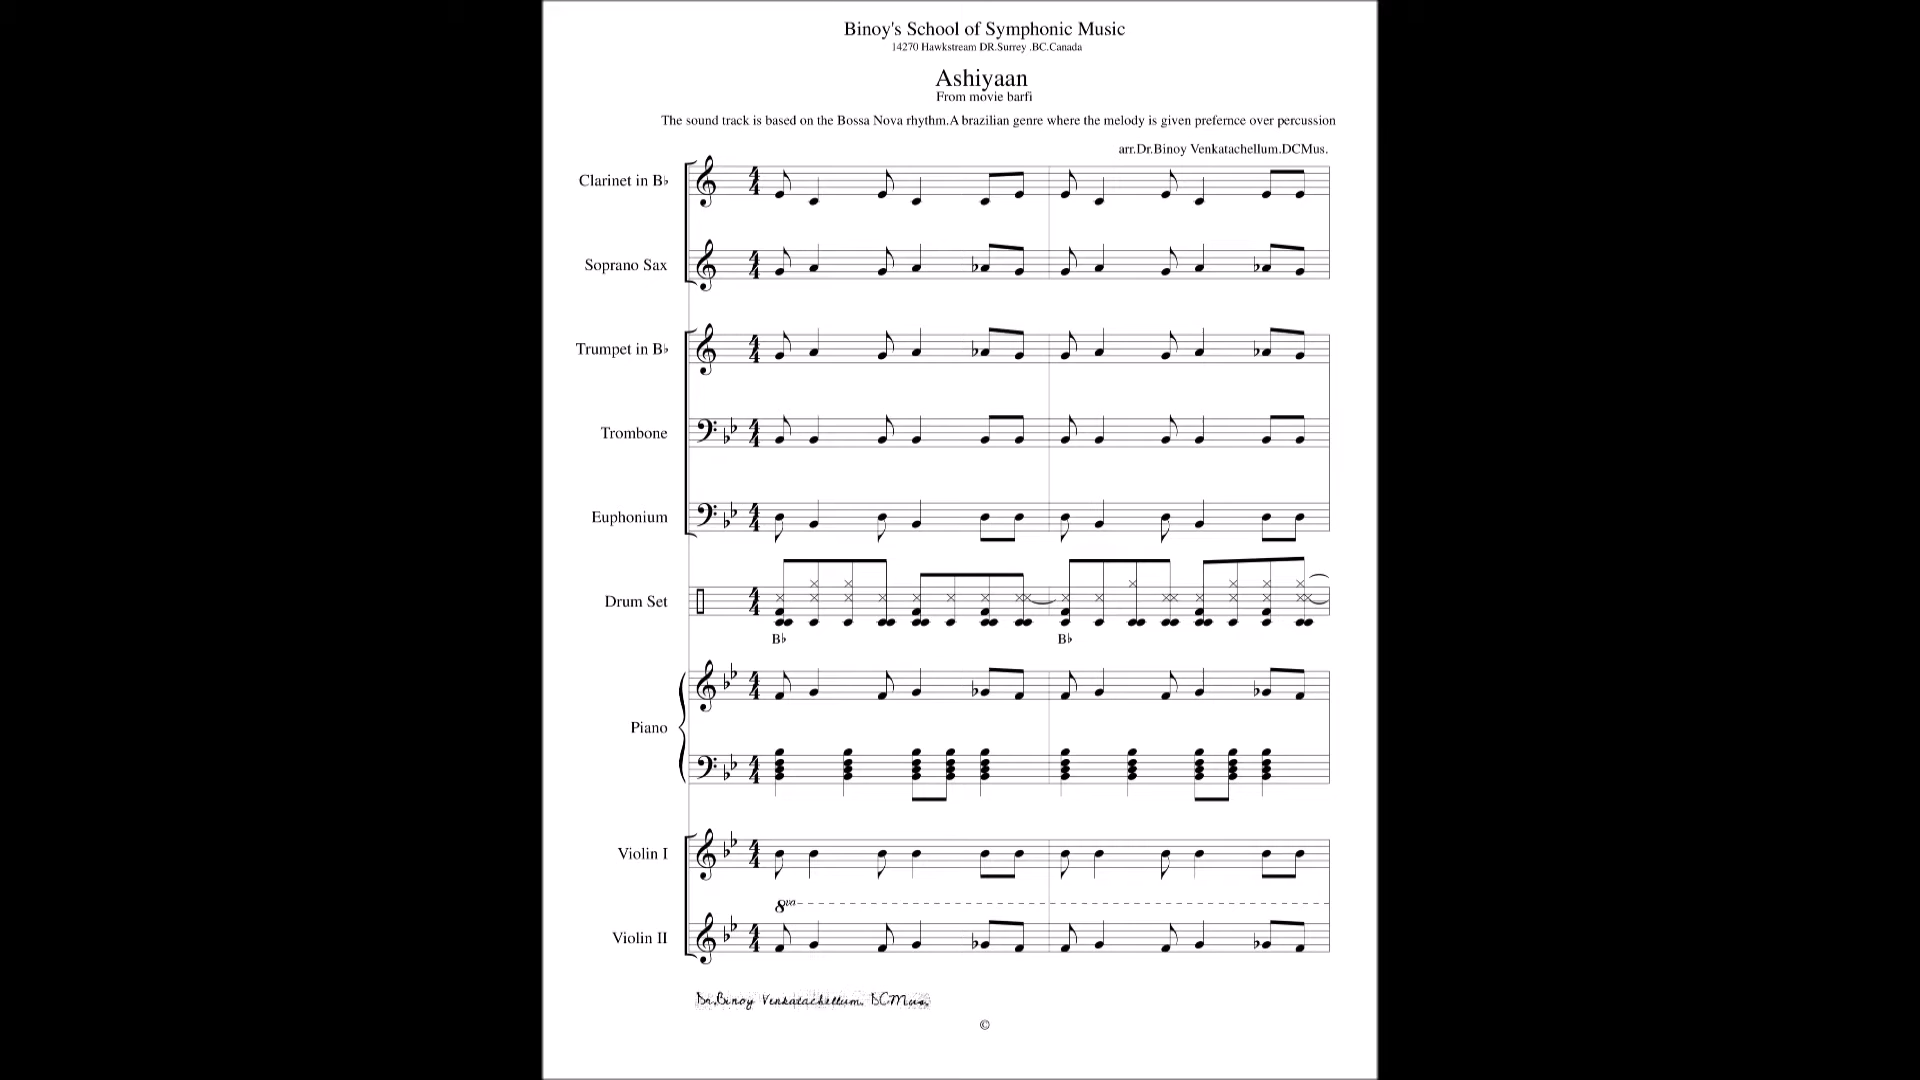 Binoy's School of Symphonic Music
14270 Hawkstream DR.Surrey .BC.Canada
Ashiyaan
From movie barfi
The sound track is based on the Bossa Nova rhythm.A brazilian genre where the melody is given prefernce over percussion
arr.Dr.Binoy Venkatachellum.DCMus.
Clarinet in B♭
Soprano Sax
Trumpet in B♭
Trombone
Euphonium
Drum Set
B♭ B♭
Piano
Violin I
8va
Violin II
Dr.Binoy Venkatachellum. DCMus.
©